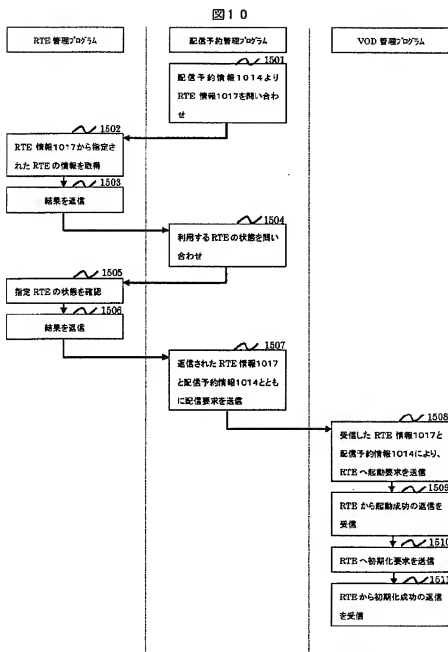 図10
RTE 管理プログラム
配信予約管理プログラム
VOD 管理プログラム
1501
配信予約情報1014より
RTE 情報1017を問い合わ
せ
1502
RTE 情報1017から指定さ
れた RTE の情報を取得
1503
結果を返信
1504
利用する RTE の状態を問い
合わせ
1505
指定 RTE の状態を確認
1506
結果を返信
1507
返信された RTE 情報1017
と配信予約情報1014ととも
に配信要求を送信
1508
受信した RTE 情報1017と
配信予約情報1014により、
RTE へ起動要求を送信
1509
RTE から起動成功の返信を
受信
1510
RTE へ初期化要求を送信
1511
RTE から初期化成功の返信
を受信